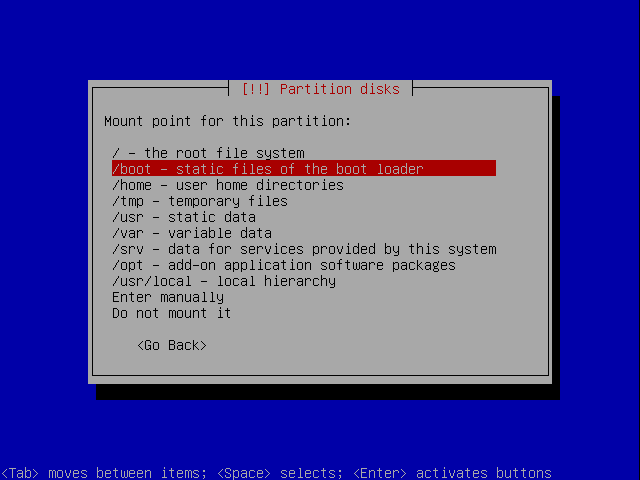 [!!] Partition disks
Mount point for this partition:
/ - the root file system
/boot - static files of the boot loader
/home - user home directories
/tmp - temporary files
/usr - static data
/var - variable data
/srv - data for services provided by this system
/opt - add-on application software packages
/usr/local - local hierarchy
Enter manually
Do not mount it
<Go Back>
<Tab> moves between items; <Space> selects; <Enter> activates buttons